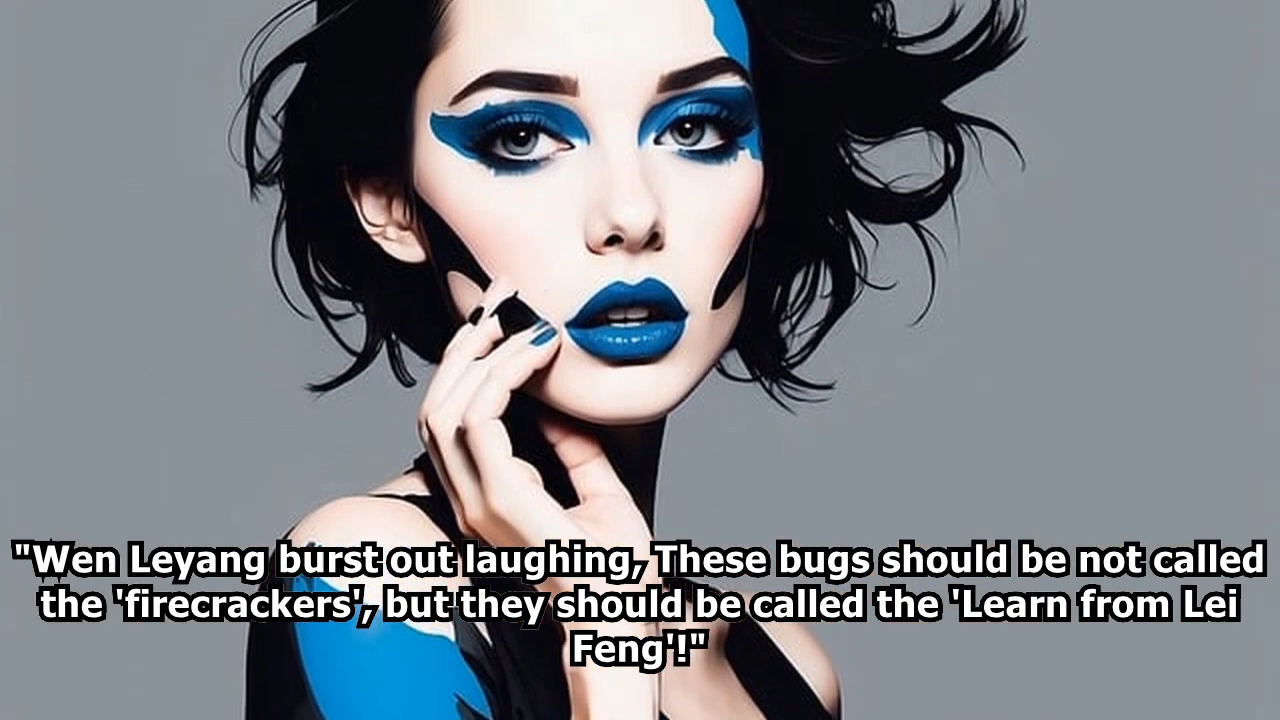 "Wen Leyang burst out laughing, These bugs should be not called
the 'firecrackers', but they should be called the 'Learn from Lei
Feng'!"